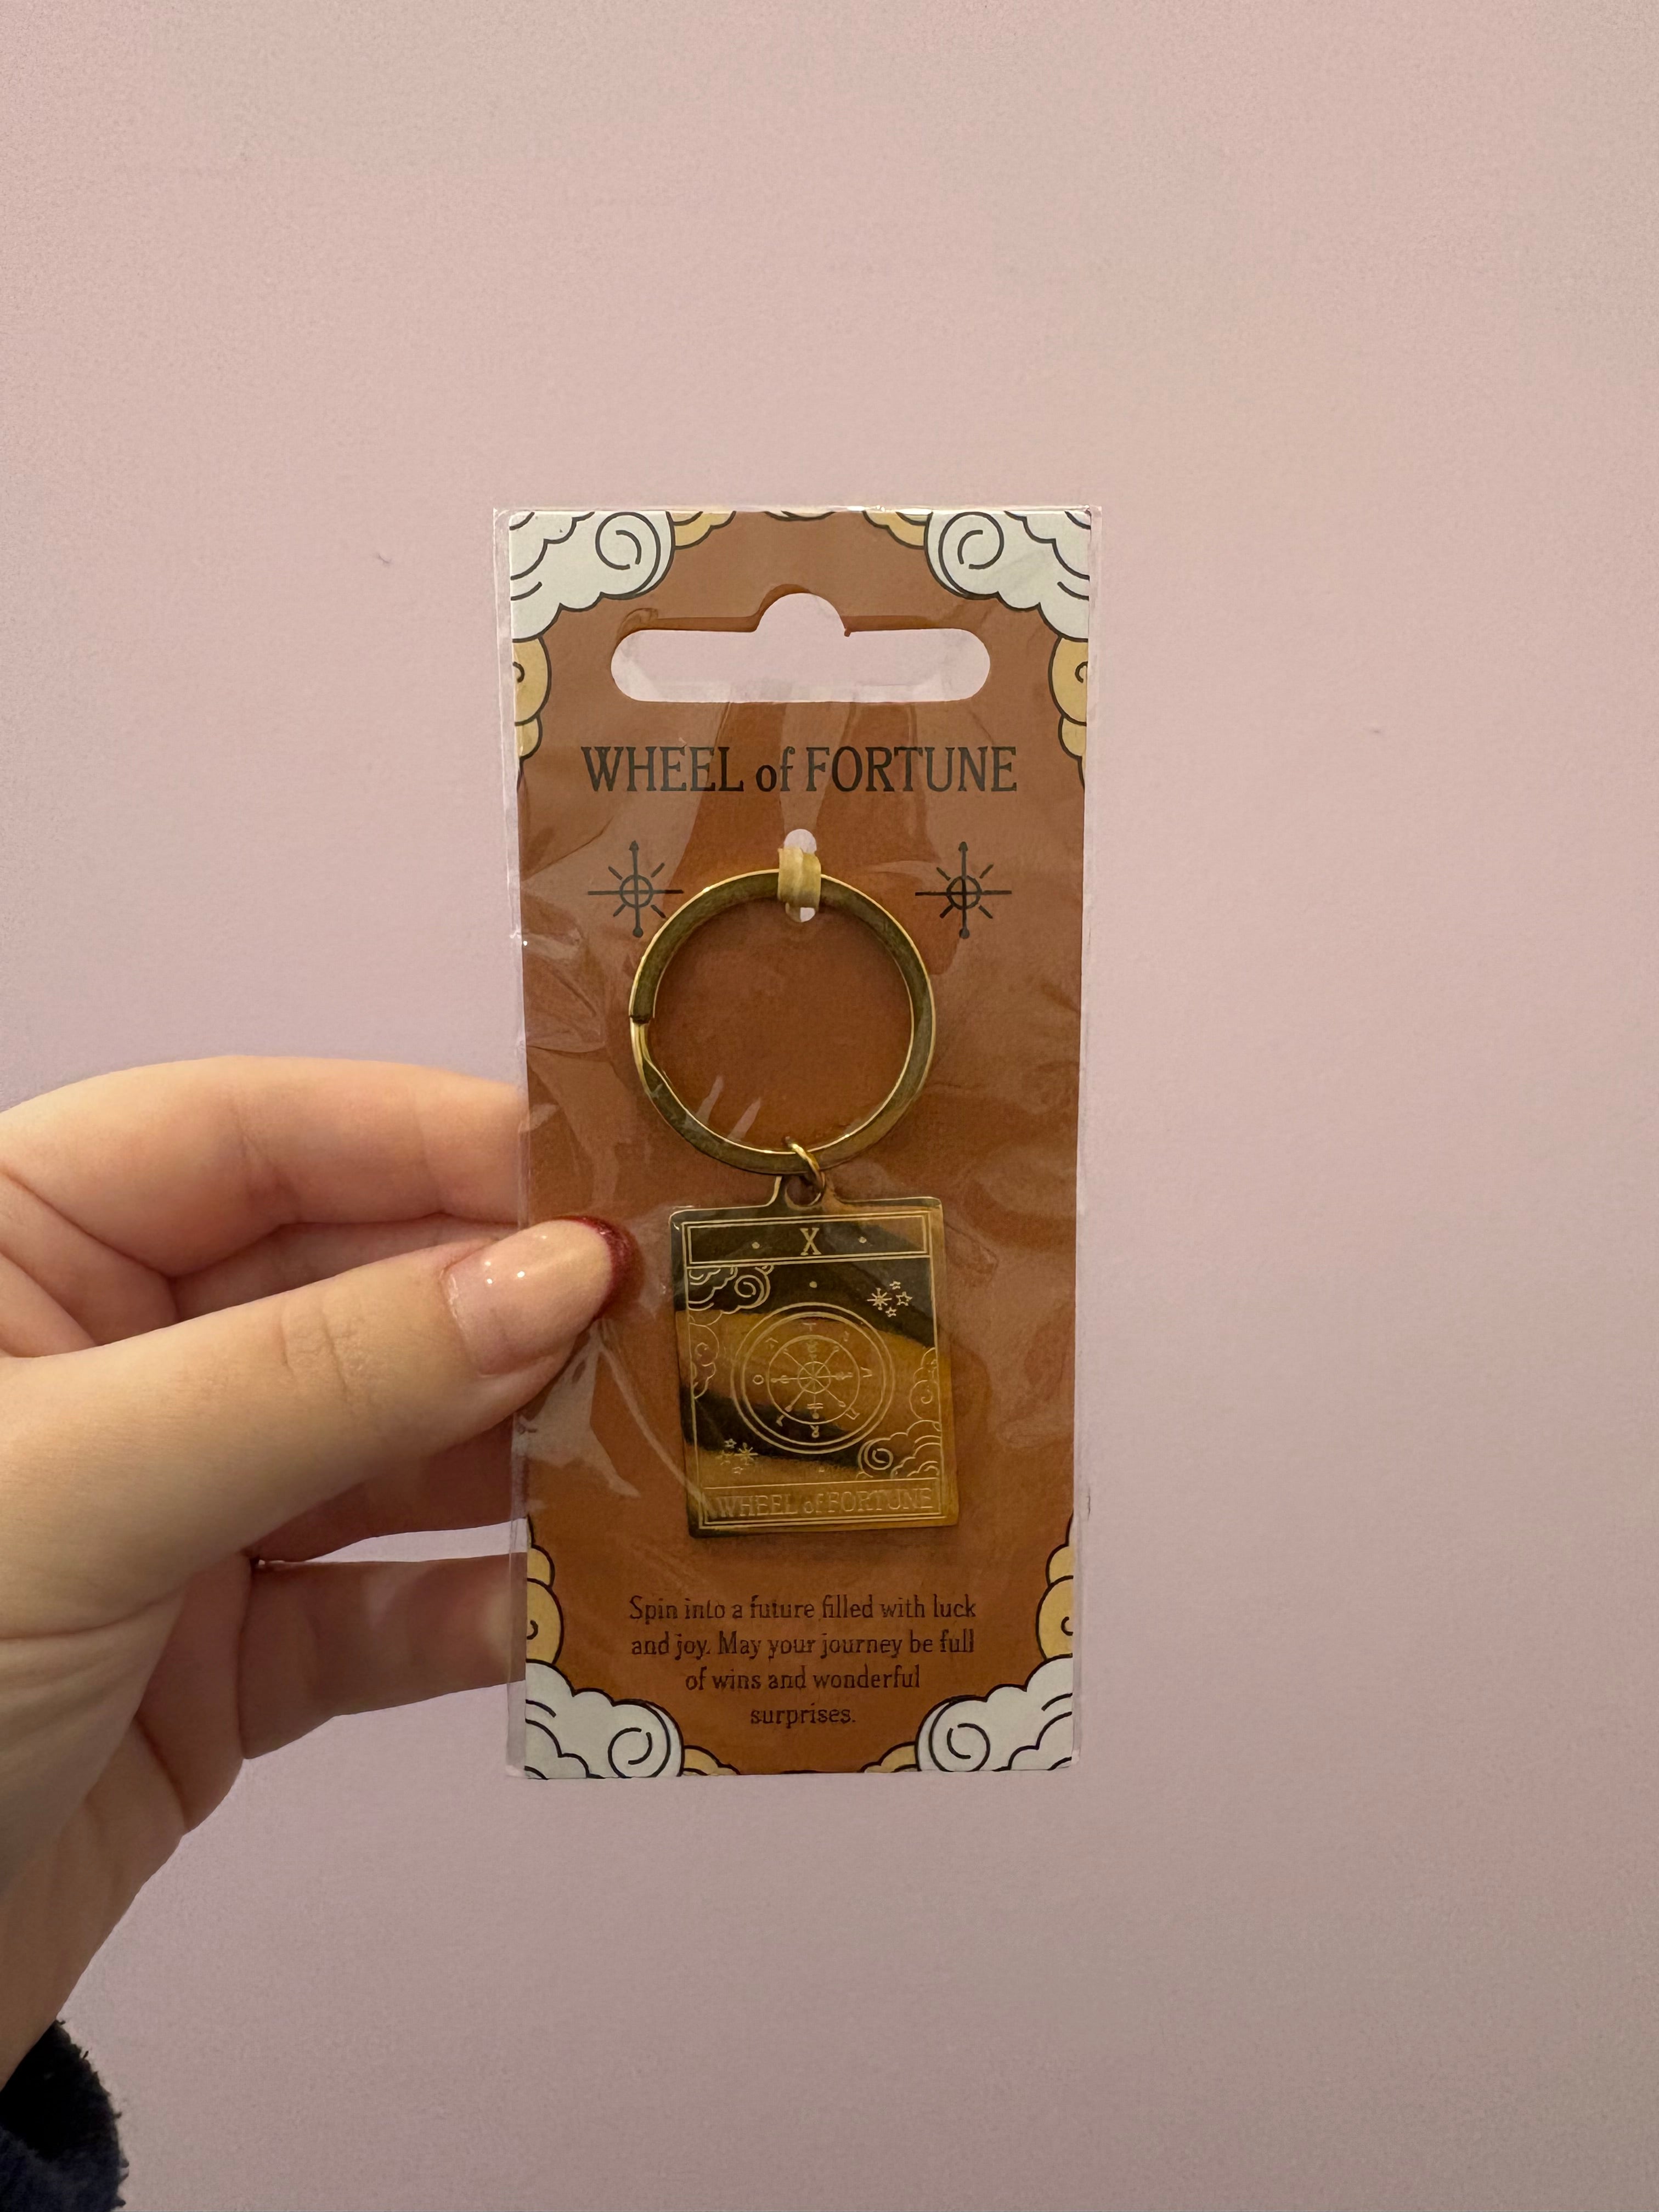 WHEEL of FORTUNE
X
WHEEL of FORTUNE
Spin into a future filled with luck
and joy. May your journey be full
of wins and wonderful
surprises.